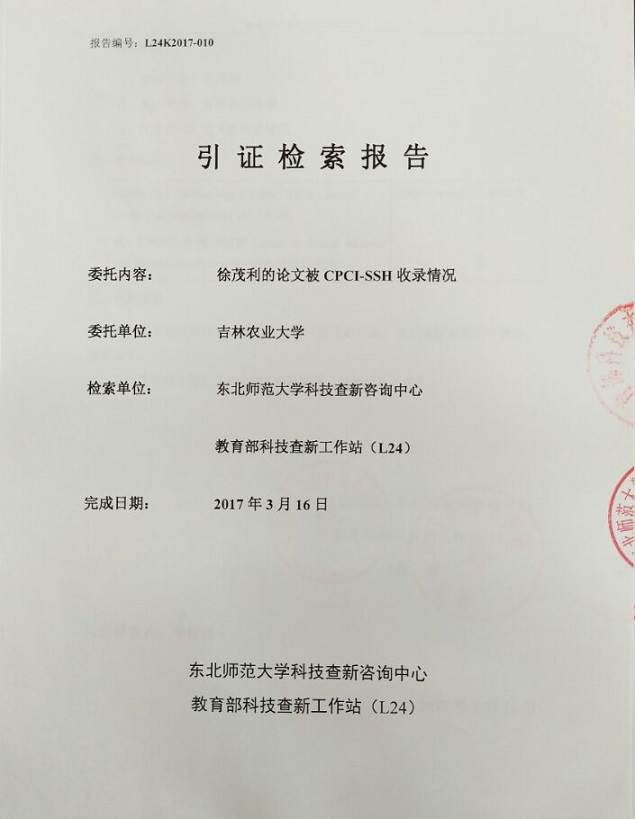 报告编号：L24K2017-010
引证检索报告
委托内容： 徐茂利的论文被 CPCI-SSH 收录情况
委托单位： 吉林农业大学
检索单位： 东北师范大学科技查新咨询中心
教育部科技查新工作站（L24）
完成日期： 2017 年 3 月 16 日
东北师范大学科技查新咨询中心
教育部科技查新工作站（L24）